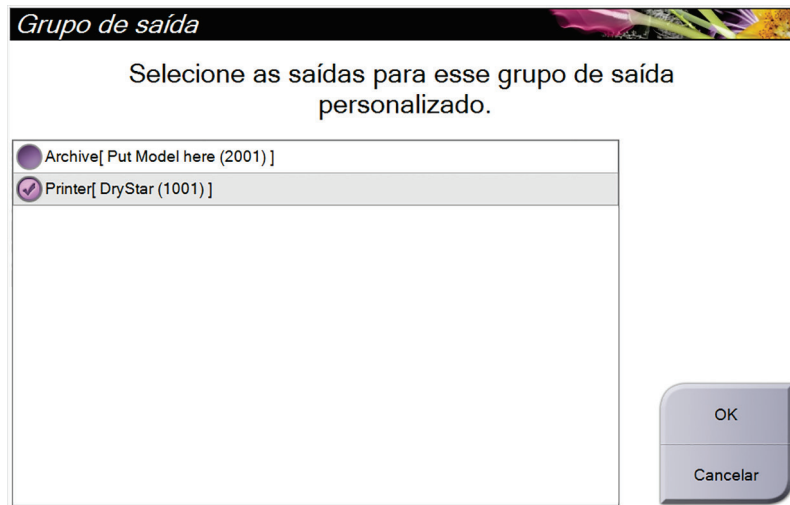 Grupo de saída
Selecione as saídas para esse grupo de saída
personalizado.
Archive[ Put Model here (2001) ]
Printer[ DryStar (1001) ]
OK
Cancelar